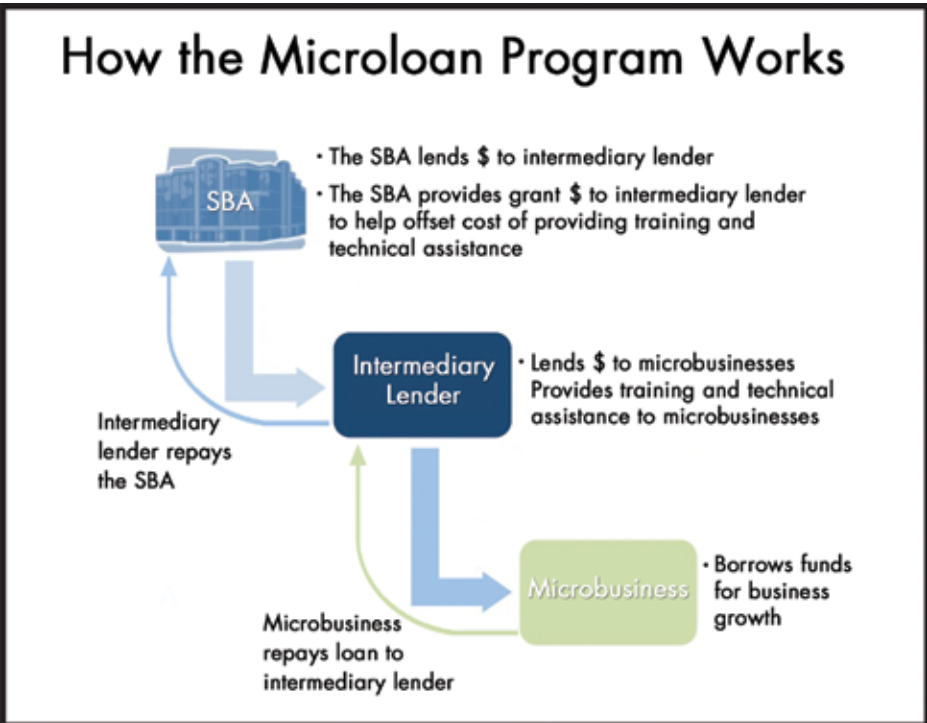 How the Microloan Program Works
SBA
· The SBA lends $ to intermediary lender
· The SBA provides grant $ to intermediary lender
to help offset cost of providing training and
technical assistance
Intermediary
Lender
· Lends $ to microbusinesses
Provides training and technical
assistance to microbusinesses
Intermediary
lender repays
the SBA
Microbusiness
· Borrows funds
for business
growth
Microbusiness
repays loan to
intermediary lender